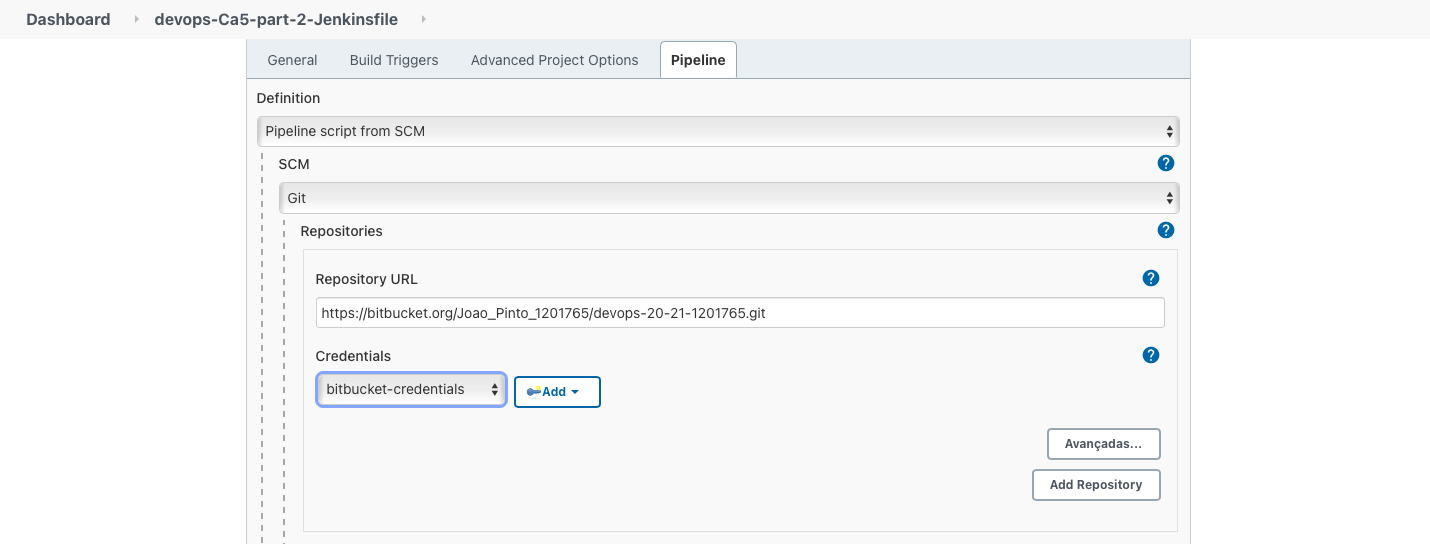 Dashboard devops-Ca5-part-2-Jenkinsfile
General Build Triggers Advanced Project Options Pipeline
Definition
Pipeline script from SCM
SCM
?
Git
Repositories
?
Repository URL
?
https://bitbucket.org/Joao_Pinto_1201765/devops-20-21-1201765.git
Credentials
?
bitbucket-credentials
Add
Avançadas...
Add Repository